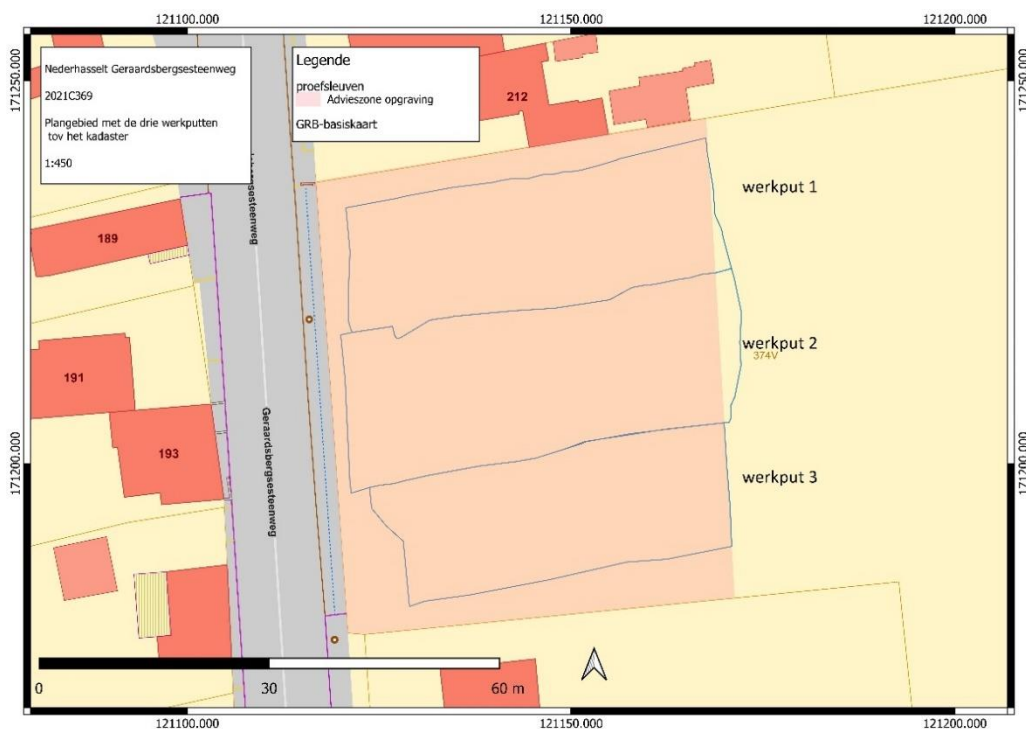 121100.000
121150.000
121200.000
171250.000
171250.000
Nederhasselt Geraardsbergsesteenweg
2021C369
Plangebied met de drie werkputten
tov het kadaster
1:450
Legende
proefsleuven
Advieszone opgraving
GRB-basiskaart
212
189
191
193
Geraardsbergsesteenweg
werkput 1
werkput 2
374V
werkput 3
171200.000
171200.000
0
30
60 m
121100.000
121150.000
121200.000